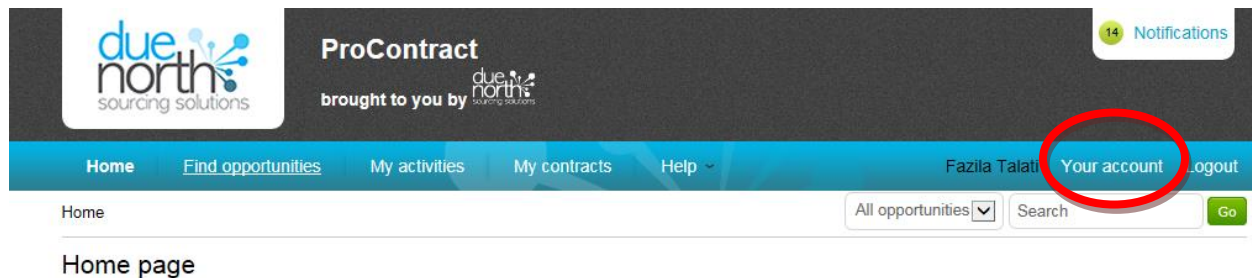 due
north
sourcing solutions
ProContract
brought to you by due north sourcing solutions
14 Notifications
Home Find opportunities My activities My contracts Help Fazila Talati Your account Logout
Home All opportunities Search Go
Home page